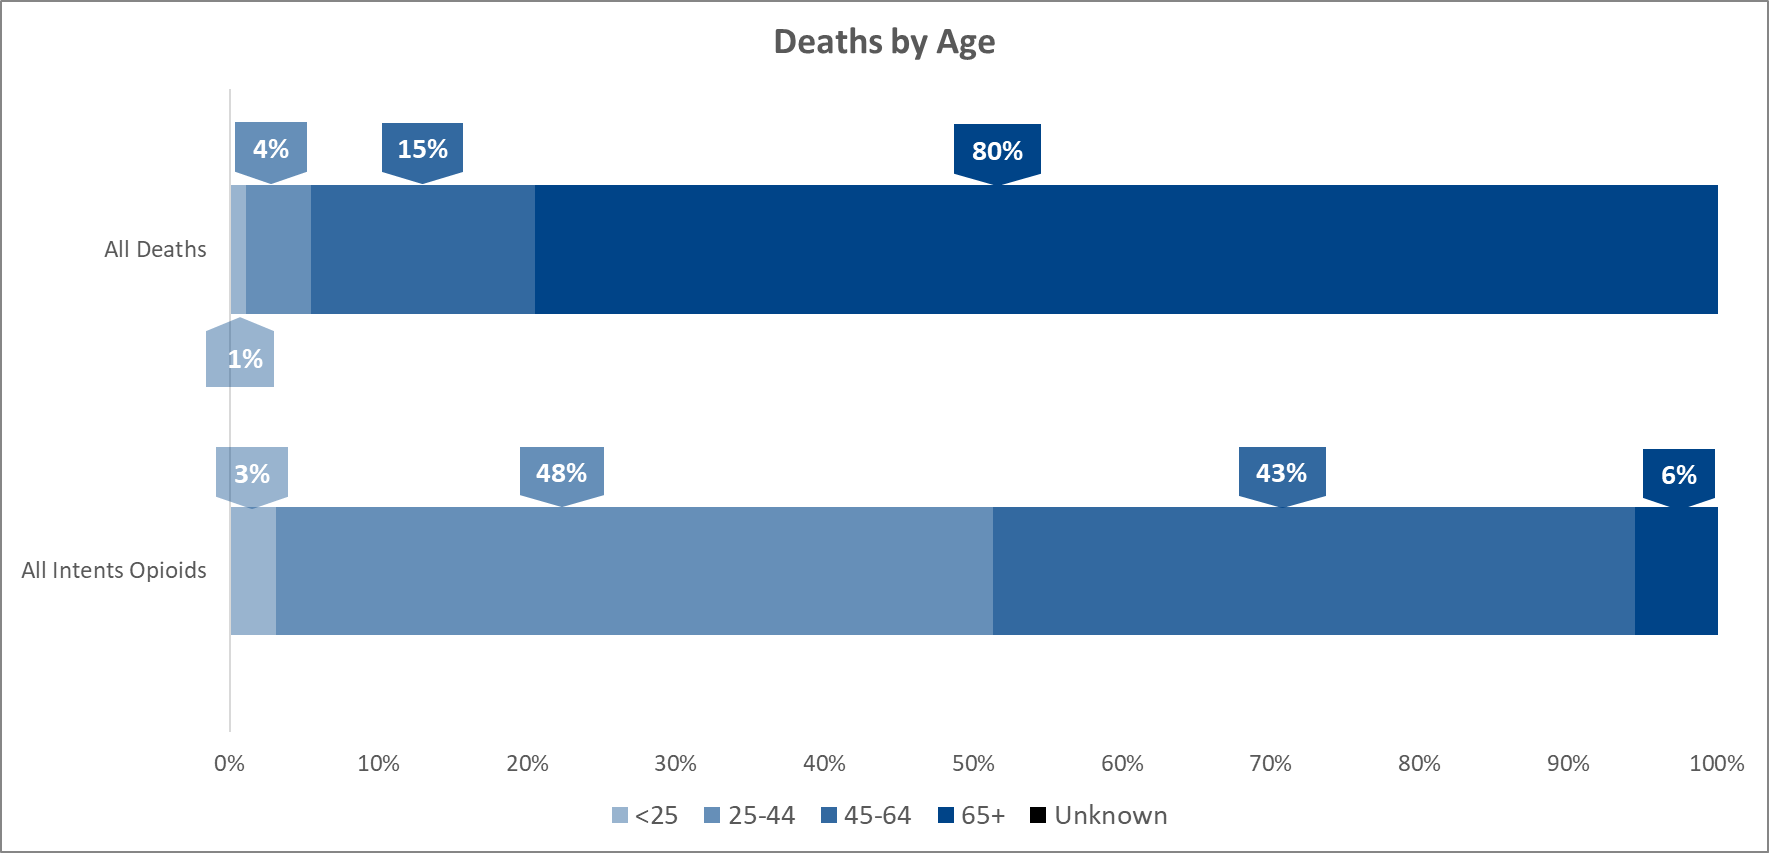 Deaths by Age
4% 15% 80%
All Deaths
1%
3% 48% 43% 6%
All Intents Opioids
0% 10% 20% 30% 40% 50% 60% 70% 80% 90% 100%
<25 25-44 45-64 65+ Unknown